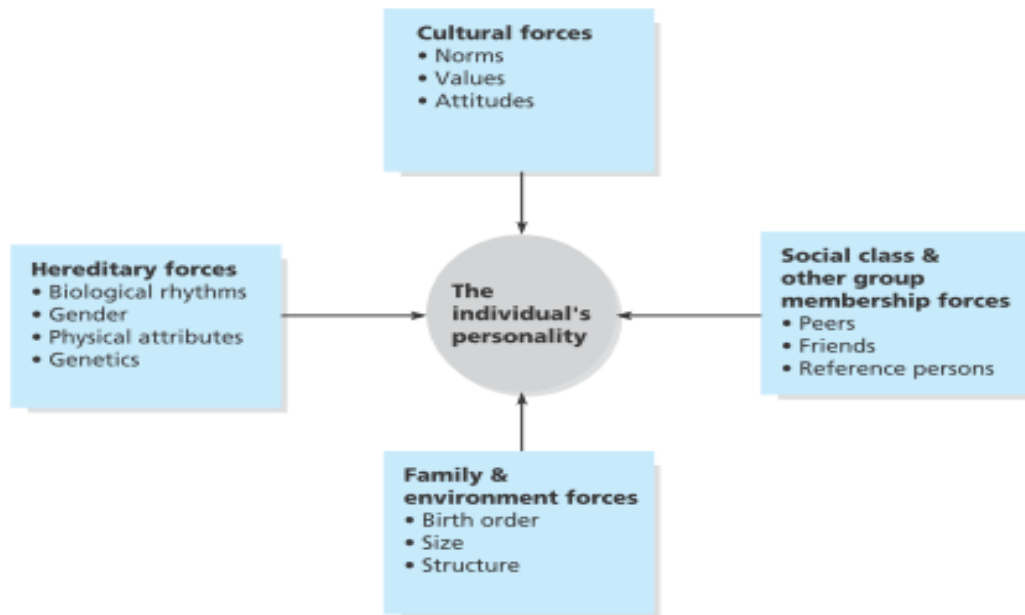 Cultural forces
• Norms
• Values
• Attitudes
Hereditary forces
• Biological rhythms
• Gender
• Physical attributes
• Genetics
The
individual's
personality
Social class &
other group
membership forces
• Peers
• Friends
• Reference persons
Family &
environment forces
• Birth order
• Size
• Structure